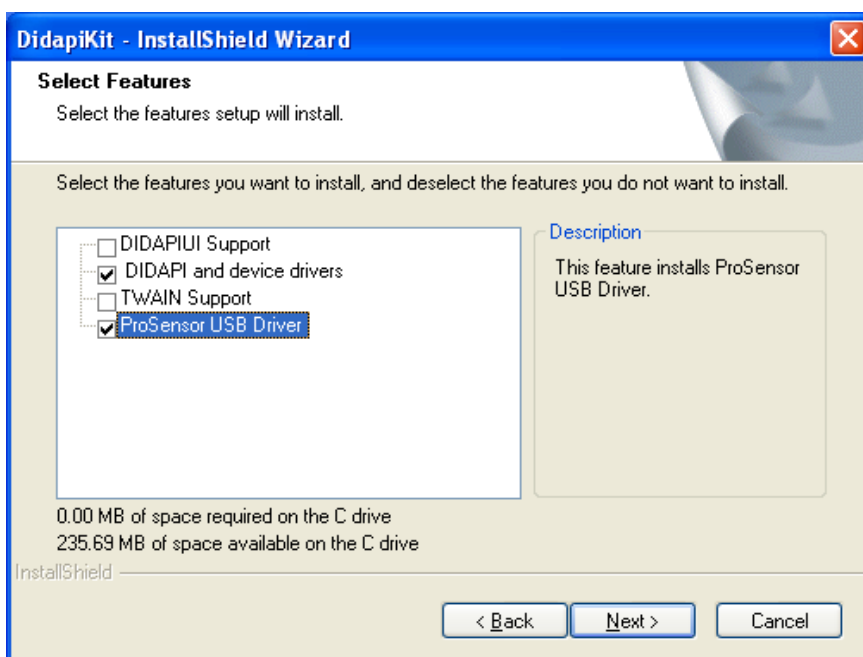 DidapiKit - InstallShield Wizard
Select Features
Select the features setup will install.
Select the features you want to install, and deselect the features you do not want to install.
DIDAPIUI Support
DIDAPI and device drivers
TWAIN Support
ProSensor USB Driver
Description
This feature installs ProSensor
USB Driver.
0.00 MB of space required on the C drive
235.69 MB of space available on the C drive
InstallShield
< Back
Next >
Cancel